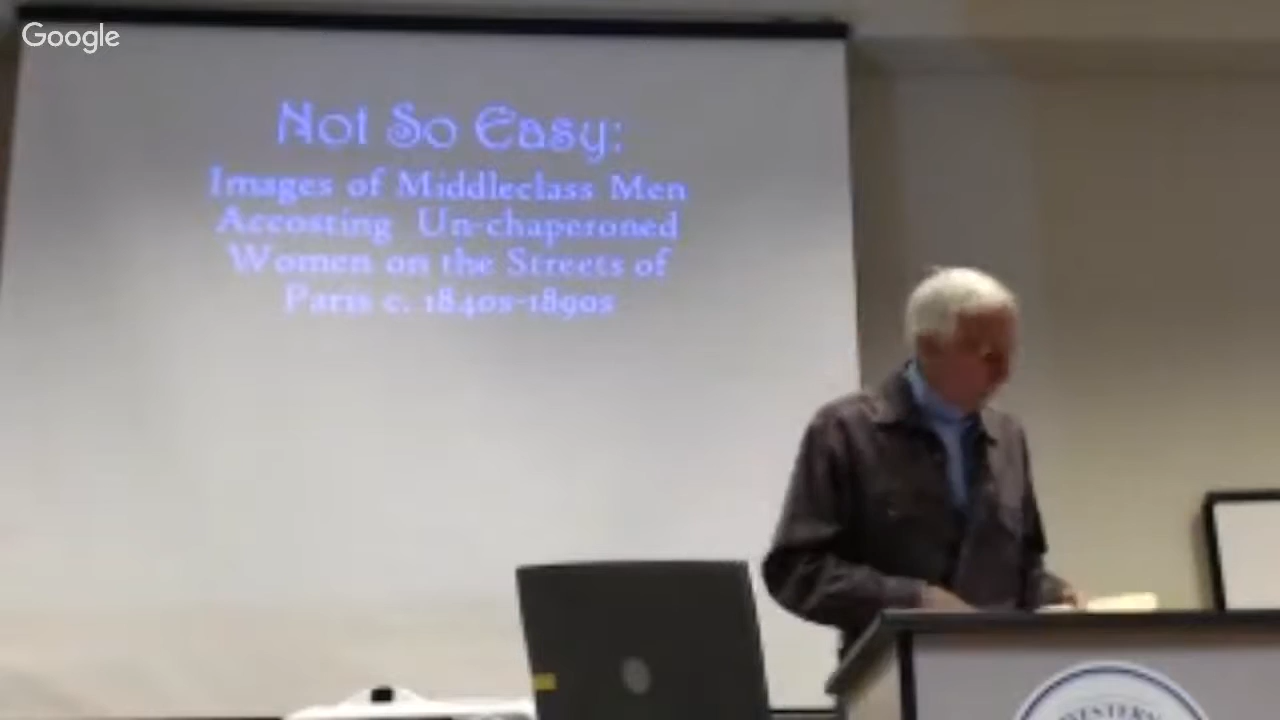 Google
Not So Easy:
Images of Middleclass Men
Accosting Un-chaperoned
Women on the Streets of
Paris c. 1840s-1890s
WESTERN